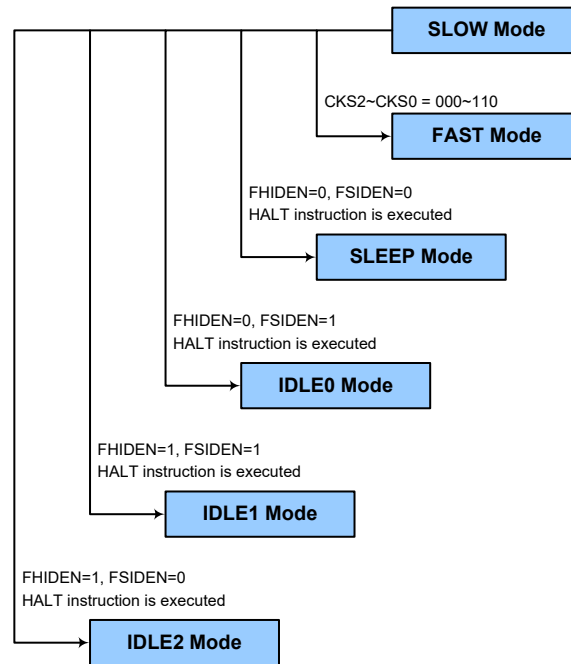 SLOW Mode
CKS2~CKS0 = 000~110
FAST Mode
FHIDEN=0, FSIDEN=0
HALT instruction is executed
SLEEP Mode
FHIDEN=0, FSIDEN=1
HALT instruction is executed
IDLE0 Mode
FHIDEN=1, FSIDEN=1
HALT instruction is executed
IDLE1 Mode
FHIDEN=1, FSIDEN=0
HALT instruction is executed
IDLE2 Mode